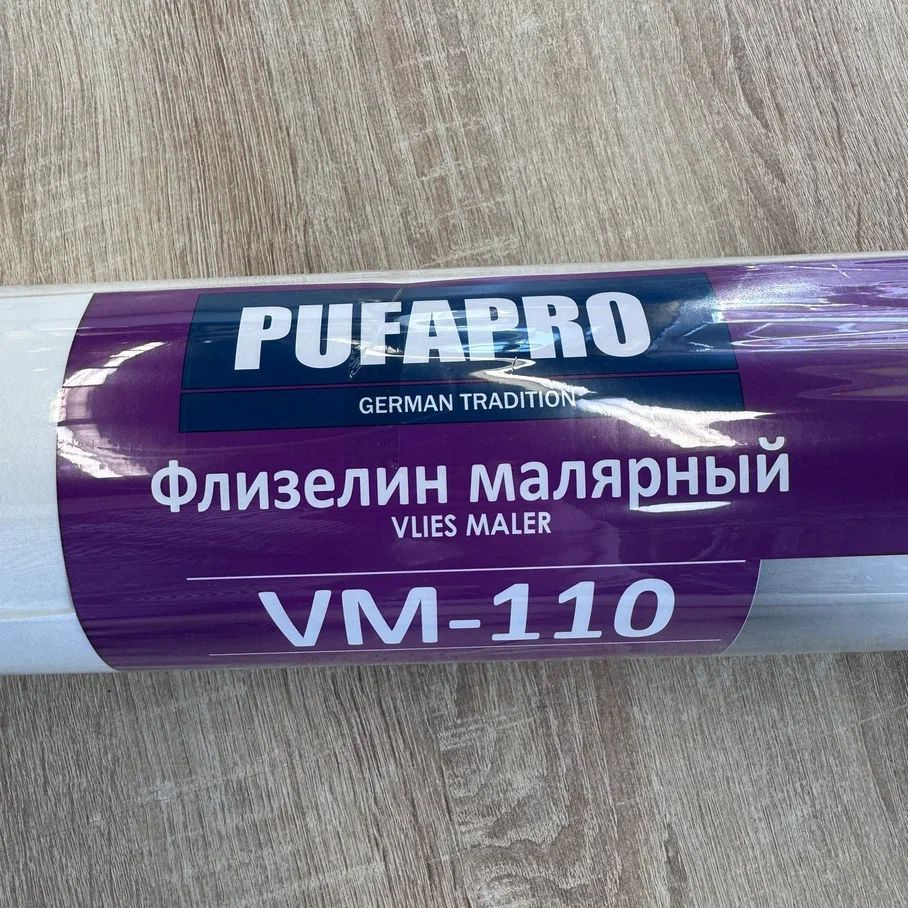 PUFAPRO
GERMAN TRADITION
Флизелин малярный
VLIES MALER
VM-110